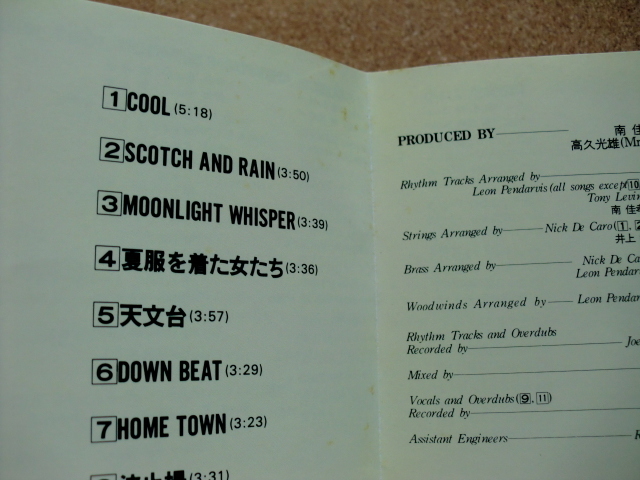 1 COOL (5:18)
2 SCOTCH AND RAIN (3:50)
3 MOONLIGHT WHISPER (3:39)
4 夏服を着た女たち (3:36)
5 天文台 (3:57)
6 DOWN BEAT (3:29)
7 HOME TOWN (3:23)
(3:31)
PRODUCED BY
南 佳
高久光雄(Mr
Rhythm Tracks Arranged by
Leon Pendarvis (all songs except 10
Tony Levin
南 佳孝
Strings Arranged by Nick De Caro (1, 2
井上
Brass Arranged by Nick De Ca
Leon Pendar
Woodwinds Arranged by Leon Pendar
Rhythm Tracks and Overdubs
Recorded by Joe
Mixed by
Vocals and Overdubs (9, 11)
Recorded by
Assistant Engineers R